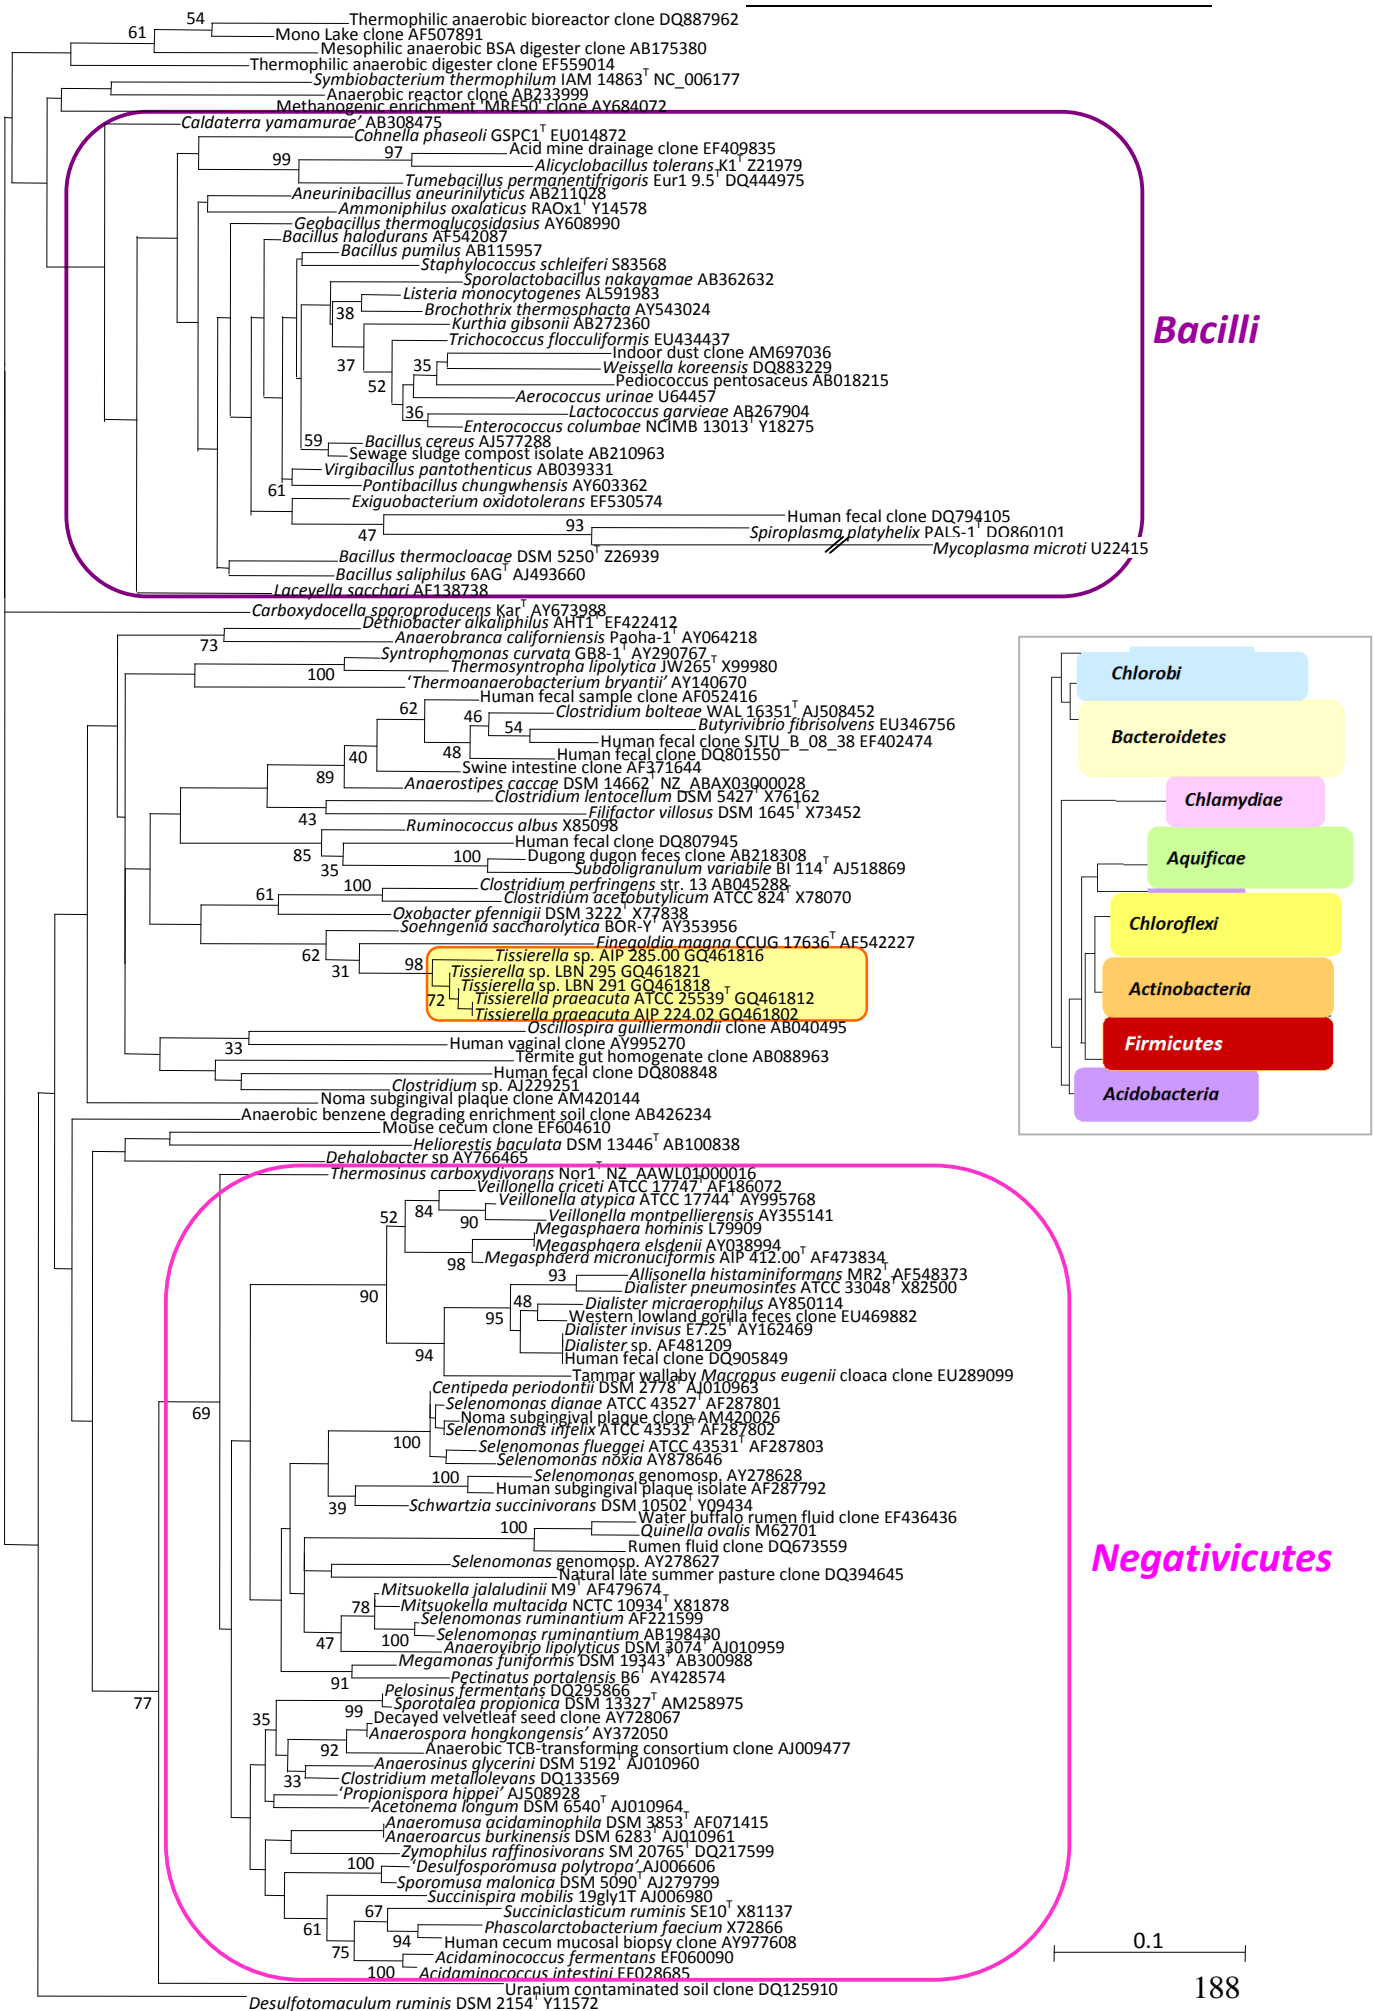 54
Thermophilic anaerobic bioreactor clone DQ887962
61
Mono Lake clone AF507891
Mesophilic anaerobic BSA digester clone AB175380
Thermophilic anaerobic digester clone EF559014
Symbiobacterium thermophilum IAM 14863T NC_006177
Anaerobic reactor clone AB233999
Methanogenic enrichment 'MRE50' clone AY684072
Caldaterra yamamurae' AB308475
Cohnella phaseoli GSPC1T EU014872
97
Acid mine drainage clone EF409835
99
Alicyclobacillus tolerans K1T Z21979
Tumebacillus permanentifrigoris Eur1 9.5T DQ444975
Aneurinibacillus aneurinilyticus AB211028
Ammoniphilus oxalaticus RAOx1T Y14578
Geobacillus thermoglucosidasius AY608990
Bacillus halodurans AF542087
Bacillus pumilus AB115957
Staphylococcus schleiferi S83568
Sporolactobacillus nakayamae AB362632
Listeria monocytogenes AL591983
38
Brochothrix thermosphacta AY543024
Kurthia gibsonii AB272360
Bacilli
Trichococcus flocculiformis EU434437
Indoor dust clone AM697036
37
35
Weissella koreensis DQ883229
52
Pediococcus pentosaceus AB018215
Aerococcus urinae U64457
36
Lactococcus garvieae AB267904
Enterococcus columbae NCIMB 13013T Y18275
59
Bacillus cereus AJ577288
Sewage sludge compost isolate AB210963
Virgibacillus pantothenticus AB039331
61
Pontibacillus chungwhensis AY603362
Exiguobacterium oxidotolerans EF530574
Human fecal clone DQ794105
47
93
Spiroplasma platyhelix PALS-1T DQ860101
Mycoplasma microti U22415
Bacillus thermocloacae DSM 5250T Z26939
Bacillus saliphilus 6AGT AJ493660
Laceyella sacchari AF138738
Carboxydocella sporoproducens KarT AY673988
Dethiobacter alkaliphilus AHT1T EF422412
73
Anaerobranca californiensis Paoha-1T AY064218
Syntrophomonas curvata GB8-1T AY290767
100
Thermosyntropha lipolytica JW265T X99980
'Thermoanaerobacterium bryantii' AY140670
Human fecal sample clone AF052416
62
46
Clostridium bolteae WAL 16351T AJ508452
54
Butyrivibrio fibrisolvens EU346756
Human fecal clone SJTU_B_08_38 EF402474
40
48
Human fecal clone DQ801550
Swine intestine clone AF371644
89
Anaerostipes caccae DSM 14662T NZ_ABAX03000028
Clostridium lentocellum DSM 5427T X76162
43
Filifactor villosus DSM 1645T X73452
Ruminococcus albus X85098
Human fecal clone DQ807945
85
100
Dugong dugon feces clone AB218308
35
Subdoligranulum variabile BI 114T AJ518869
100
Clostridium perfringens str. 13 AB045288
61
Clostridium acetobutylicum ATCC 824T X78070
Oxobacter pfennigii DSM 3222T X77838
Soehngenia saccharolytica BOR-YT AY353956
Finegoldia magna CCUG 17636T AF542227
62
31
98
Tissierella sp. AIP 285.00 GQ461816
Tissierella sp. LBN 295 GQ461821
Tissierella sp. LBN 291 GQ461818
72
Tissierella praeacuta ATCC 25539T GQ461812
Tissierella praeacuta AIP 224.02 GQ461802
Oscillospira guilliermondii clone AB040495
33
Human vaginal clone AY995270
Termite gut homogenate clone AB088963
Human fecal clone DQ808848
Clostridium sp. AJ229251
Noma subgingival plaque clone AM420144
Anaerobic benzene degrading enrichment soil clone AB426234
Mouse cecum clone EF604610
Heliorestis baculata DSM 13446T AB100838
Dehalobacter sp AY766465
Chlorobi
Bacteroidetes
Chlamydiae
Aquificae
Chloroflexi
Actinobacteria
Firmicutes
Acidobacteria
Thermosinus carboxydivorans Nor1T NZ_AAWL01000016
Veillonella criceti ATCC 17747T AF186072
Veillonella atypica ATCC 17744T AY995768
52
84
90
Veillonella montpellierensis AY355141
Megasphaera hominis L79909
Megasphaera elsdenii AY038994
98
Megasphaera micronuciformis AIP 412.00T AF473834
93
Allisonella histaminiformans MR2T AF548373
Dialister pneumosintes ATCC 33048T X82500
90
48
Dialister micraerophilus AY850114
95
Western lowland gorilla feces clone EU469882
Dialister invisus E7.25T AY162469
Dialister sp. AF481209
94
Human fecal clone DQ905849
Tammar wallaby Macropus eugenii cloaca clone EU289099
Centipeda periodontii DSM 2778T AJ010963
Selenomonas dianae ATCC 43527T AF287801
69
Noma subgingival plaque clone AM420026
Selenomonas infelix ATCC 43532T AF287802
100
Selenomonas flueggei ATCC 43531T AF287803
Selenomonas noxia AY878646
100
Selenomonas genomosp. AY278628
Human subgingival plaque isolate AF287792
39
Schwartzia succinivorans DSM 10502T Y09434
Water buffalo rumen fluid clone EF436436
100
Quinella ovalis M62701
Rumen fluid clone DQ673559
Negativicutes
Selenomonas genomosp. AY278627
Natural late summer pasture clone DQ394645
Mitsuokella jalaludinii M9T AF479674
78
Mitsuokella multacida NCTC 10934T X81878
Selenomonas ruminantium AF221599
47
100
Selenomonas ruminantium AB198430
Anaerovibrio lipolyticus DSM 3074T AJ010959
Megamonas funiformis DSM 19343T AB300988
91
Pectinatus portalensis B6T AY428574
77
Pelosinus fermentans DQ295866
Sporotalea propionica DSM 13327T AM258975
35
99
Decayed velvetleaf seed clone AY728067
Anaerospora hongkongensis' AY372050
92
Anaerobic TCB-transforming consortium clone AJ009477
Anaerosinus glycerini DSM 5192T AJ010960
33
Clostridium metallolevans DQ133569
'Propionispora hippei' AJ508928
Acetonema longum DSM 6540T AJ010964
Anaeromusa acidaminophila DSM 3853T AF071415
Anaeroarcus burkinensis DSM 6283T AJ010961
Zymophilus raffinosivorans SM 20765T DQ217599
100
'Desulfosporomusa polytropa' AJ006606
Sporomusa malonica DSM 5090T AJ279799
Succinispira mobilis 19gly1T AJ006980
67
Succiniclasticum ruminis SE10T X81137
61
Phascolarctobacterium faecium X72866
94
Human cecum mucosal biopsy clone AY977608
75
Acidaminococcus fermentans EF060090
100
Acidaminococcus intestini EF028685
0.1
Uranium contaminated soil clone DQ125910
188
Desulfotomaculum ruminis DSM 2154T Y11572